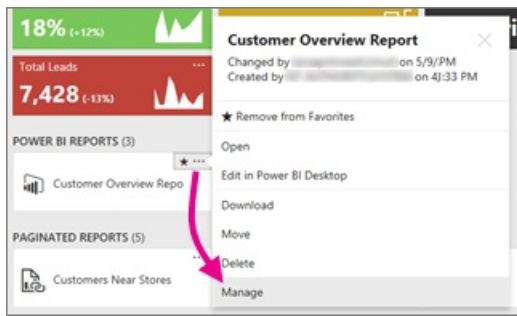 18% (+12%)
Total Leads ...
7,428 (-13%)
POWER BI REPORTS (3)
Customer Overview Repo
PAGINATED REPORTS (5)
Customers Near Stores
Customer Overview Report
Changed by on 5/9/:PM
Created by on 4/:33 PM
Remove from Favorites
Open
Edit in Power BI Desktop
Download
Move
Delete
Manage